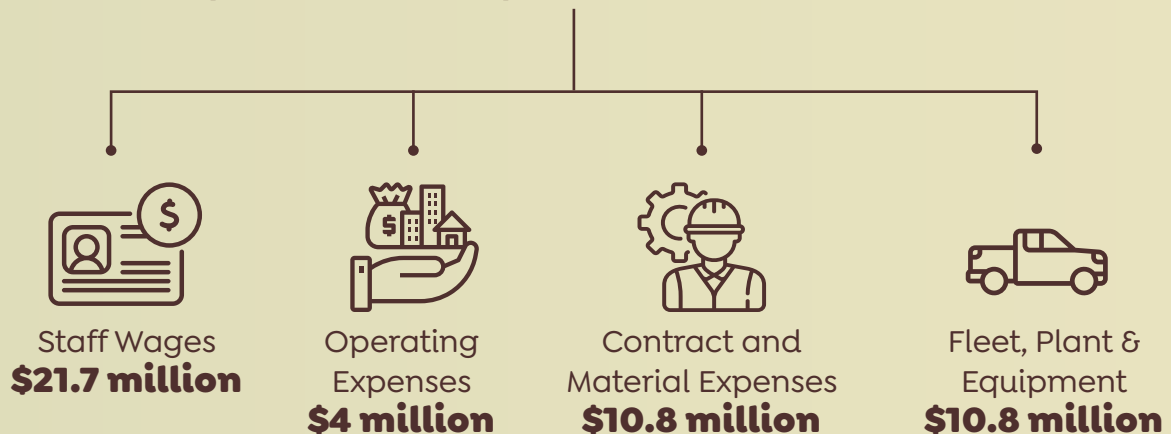 Staff Wages
$21.7 million
Operating
Expenses
$4 million
Contract and
Material Expenses
$10.8 million
Fleet, Plant &
Equipment
$10.8 million